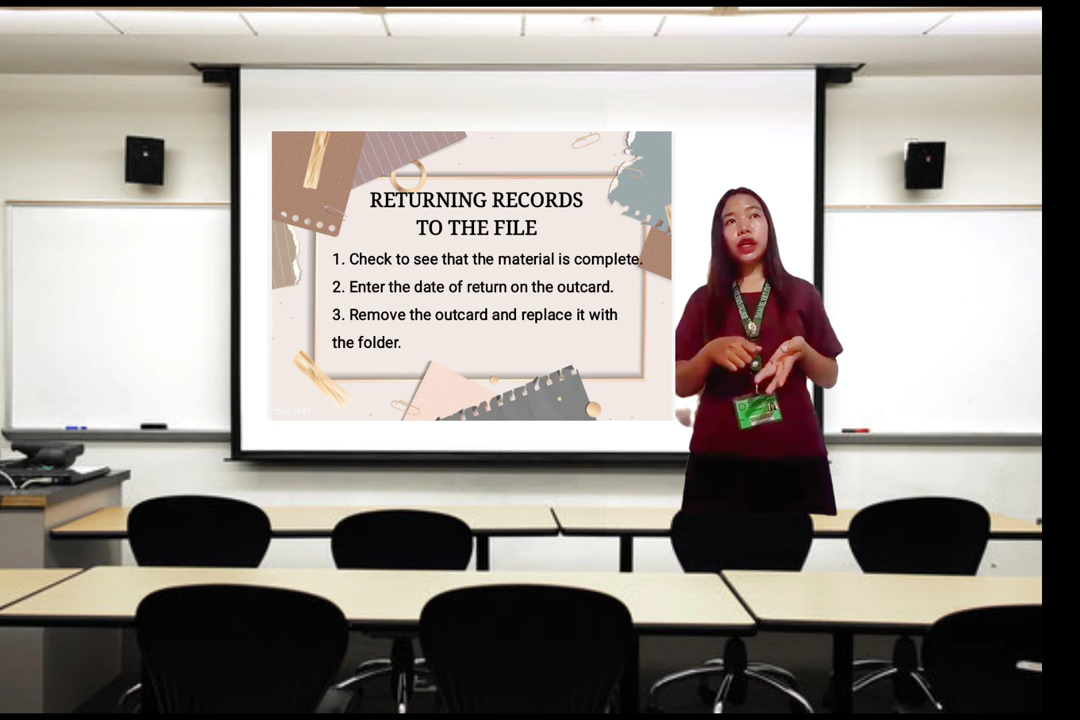 RETURNING RECORDS
TO THE FILE
1. Check to see that the material is complete.
2. Enter the date of return on the outcard.
3. Remove the outcard and replace it with
the folder.